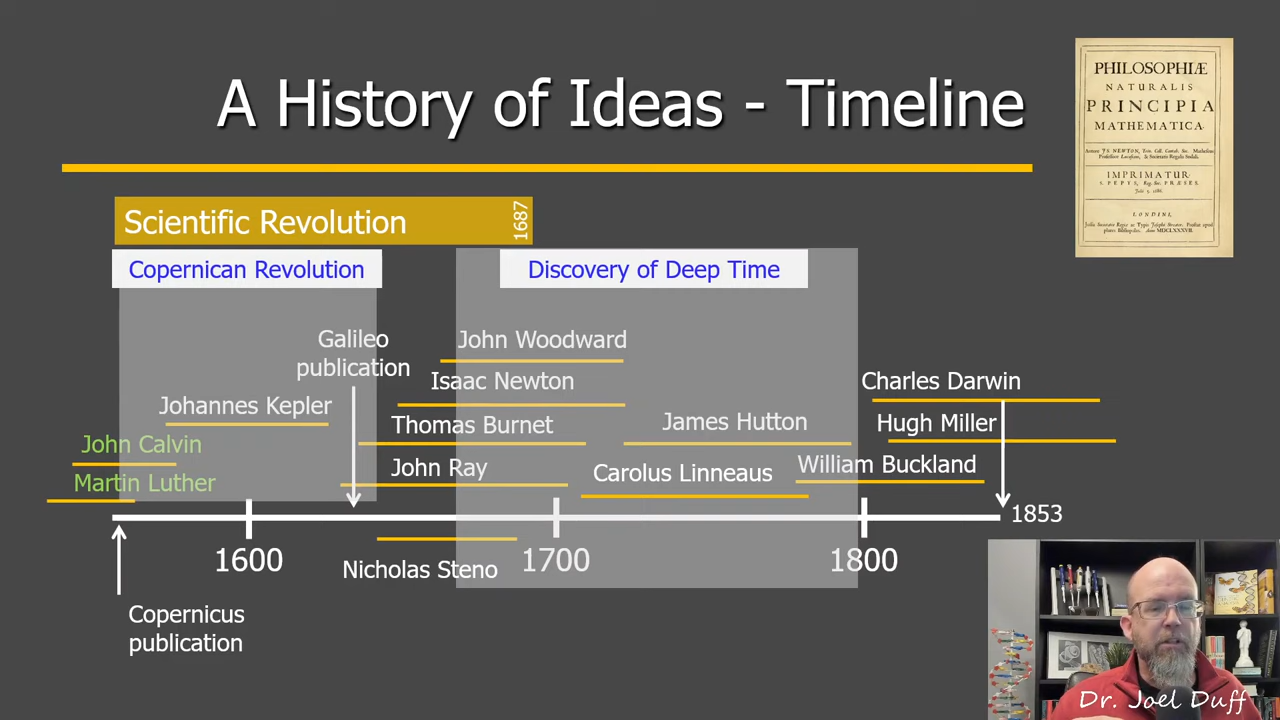 A History of Ideas - Timeline
PHILOSOPHIÆ
NATURALIS
PRINCIPIA
MATHEMATICA.
IMPRIMATUR
S. PEPYS, Reg. Soc. PRÆSES.
LONDINI,
Scientific Revolution
1687
Copernican Revolution
Discovery of Deep Time
Galileo
publication
John Woodward
Isaac Newton
Charles Darwin
Johannes Kepler
Thomas Burnet
James Hutton
Hugh Miller
John Calvin
John Ray
Carolus Linneaus
William Buckland
Martin Luther
1853
1600
1700
1800
Nicholas Steno
Copernicus
publication
Dr. Joel Duff